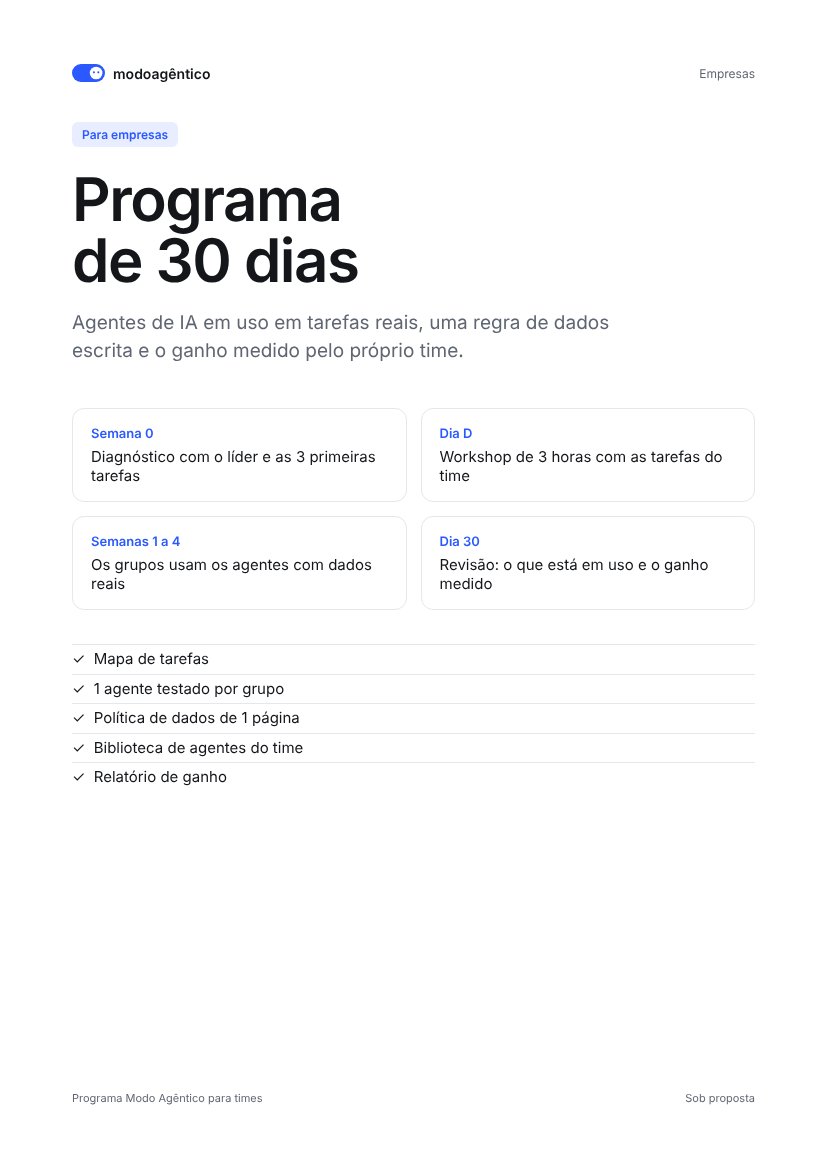 modoagêntico
Empresas
Para empresas
Programa
de 30 dias
Agentes de IA em uso em tarefas reais, uma regra de dados
escrita e o ganho medido pelo próprio time.
Semana 0
Diagnóstico com o líder e as 3 primeiras
tarefas
Dia D
Workshop de 3 horas com as tarefas do
time
Semanas 1 a 4
Os grupos usam os agentes com dados
reais
Dia 30
Revisão: o que está em uso e o ganho
medido
✓ Mapa de tarefas
✓ 1 agente testado por grupo
✓ Política de dados de 1 página
✓ Biblioteca de agentes do time
✓ Relatório de ganho
Programa Modo Agêntico para times
Sob proposta